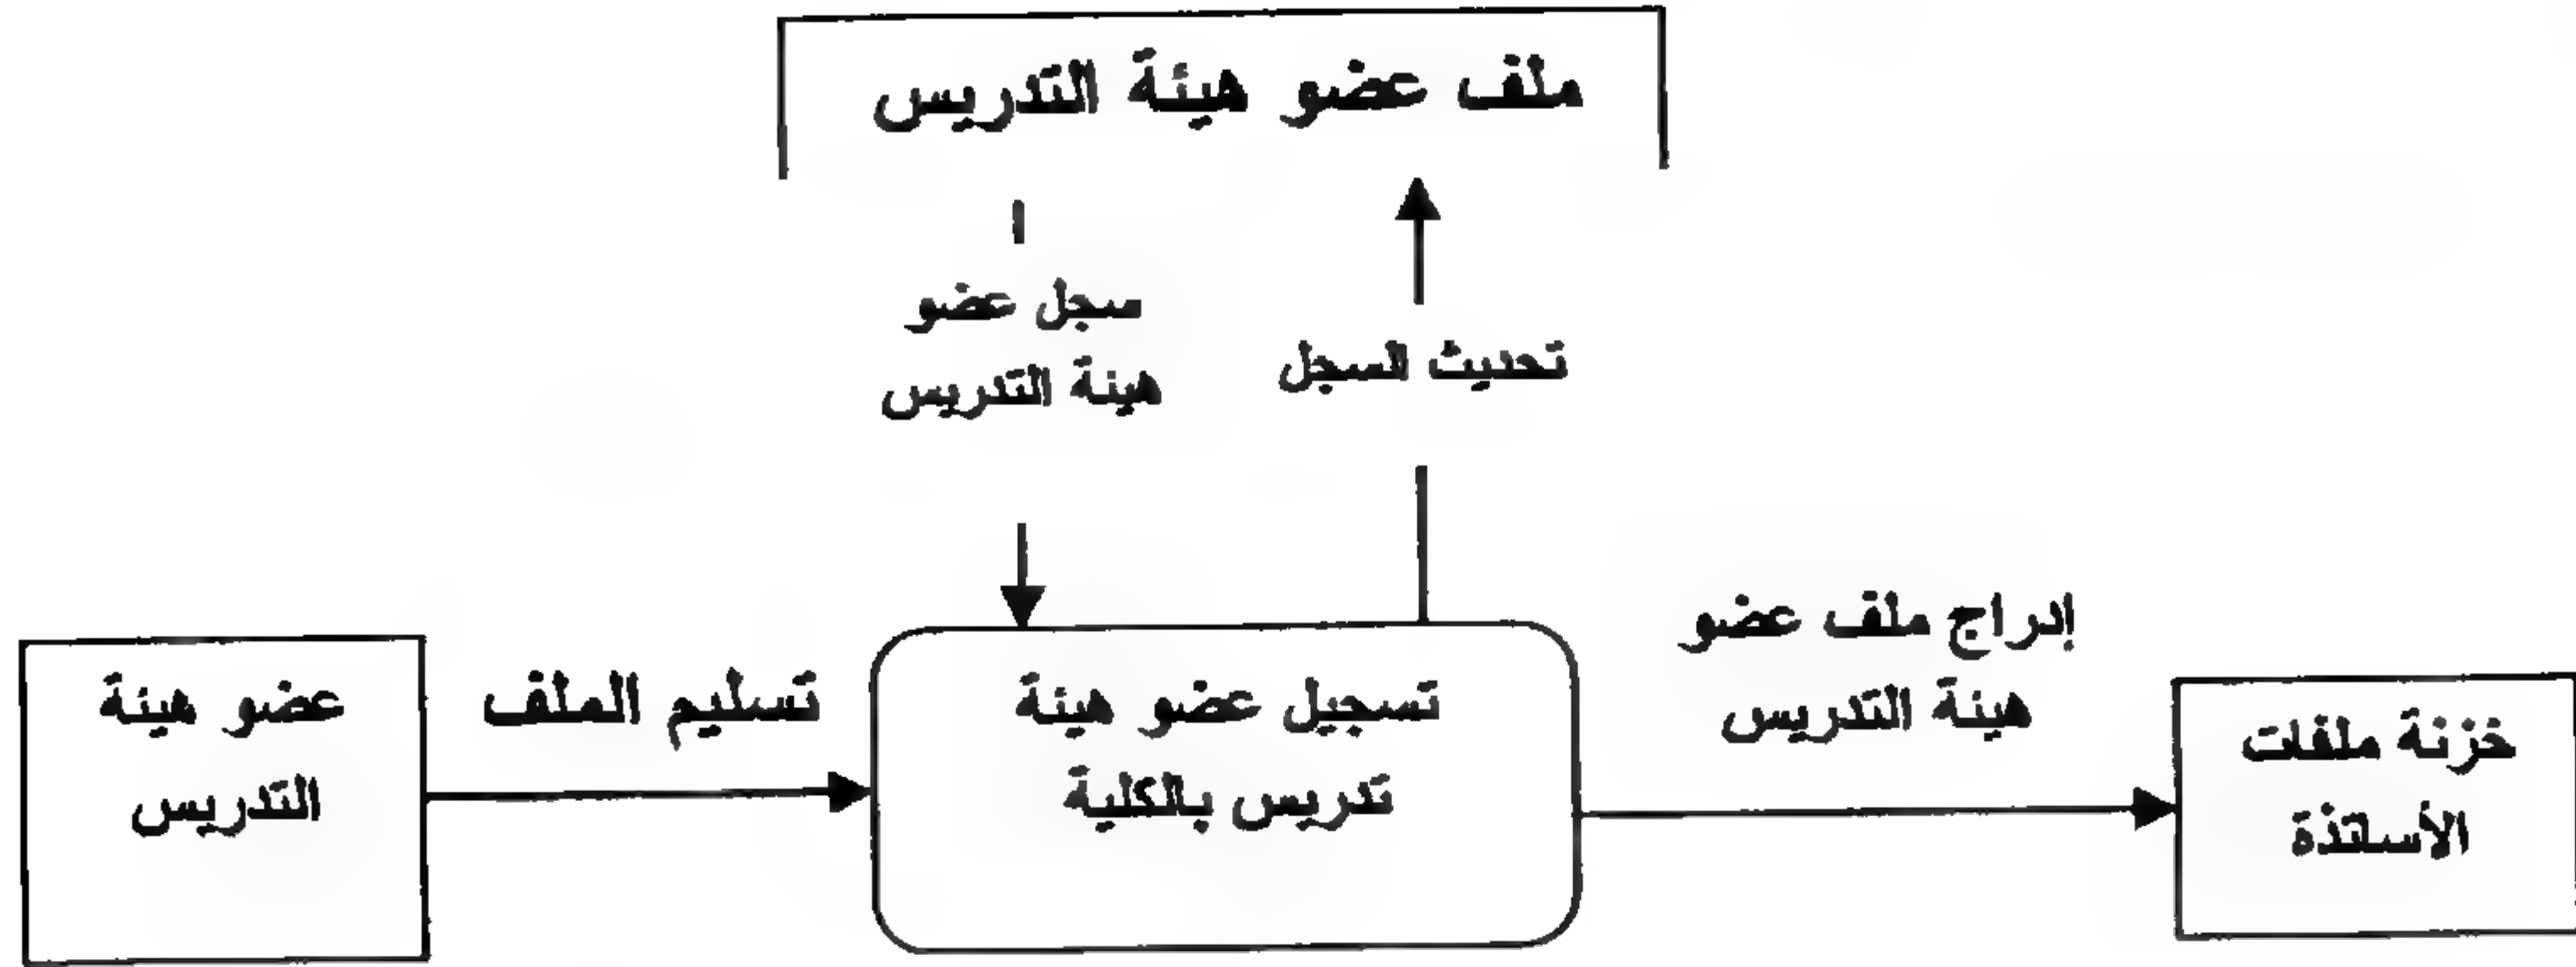 ملف عضو هيئة التدريس
سجل عضو
هيئة التدريس
تحديث السجل
عضو هيئة
التدريس
تسليم الملف
تسجيل عضو هيئة
تدريس بالكلية
إدراج ملف عضو
هيئة التدريس
خزنة ملفات
الأساتذة